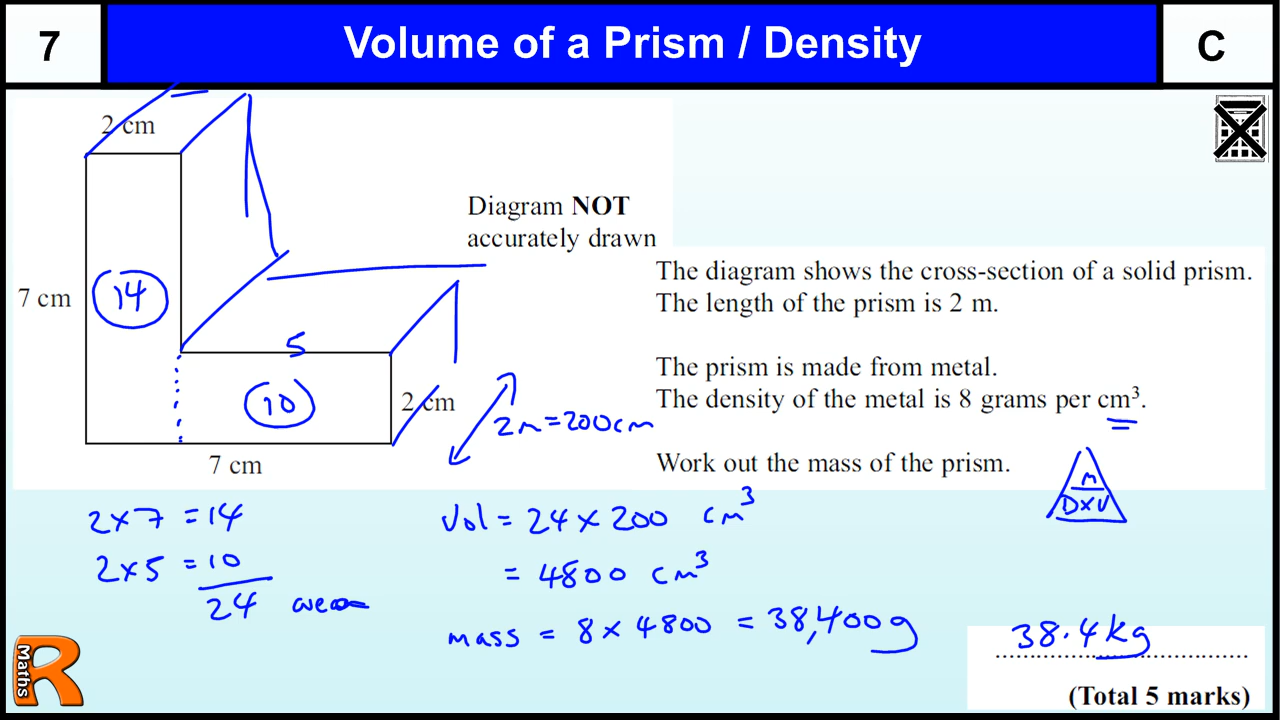 7
Volume of a Prism / Density
C
2 cm
Diagram NOT
accurately drawn
7 cm
14
5
10
2 cm
2m = 200cm
7 cm
The diagram shows the cross-section of a solid prism.
The length of the prism is 2 m.
The prism is made from metal.
The density of the metal is 8 grams per cm³.
Work out the mass of the prism.
M
D×V
2×7 = 14
2×5 = 10
24 area
Vol = 24 × 200 cm³
= 4800 cm³
mass = 8 × 4800 = 38,400g
38.4kg
(Total 5 marks)
R
Maths